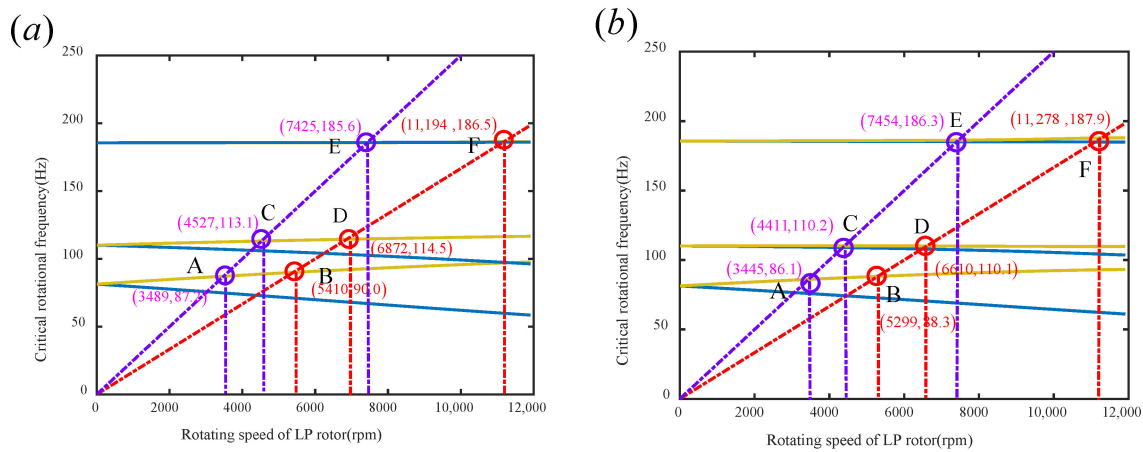 (a)
250
200
150
100
50
0
Critical rotational frequency(Hz)
(7425,185.6)
E
(11,194 ,186.5)
F
(4527,113.1)
C
D
(6872,114.5)
A
B
(5410,90.0)
0
2000
4000
6000
8000
10,000
12,000
Rotating speed of LP rotor(rpm)
(b)
250
200
150
100
50
0
Critical rotational frequency(Hz)
(7454,186.3)
E
(11,278 ,187.9)
F
(4411,110.2)
C
D
(6610,110.1)
(3445,86.1)
A
B
(5299,88.3)
0
2000
4000
6000
8000
10,000
12,000
Rotating speed of LP rotor(rpm)